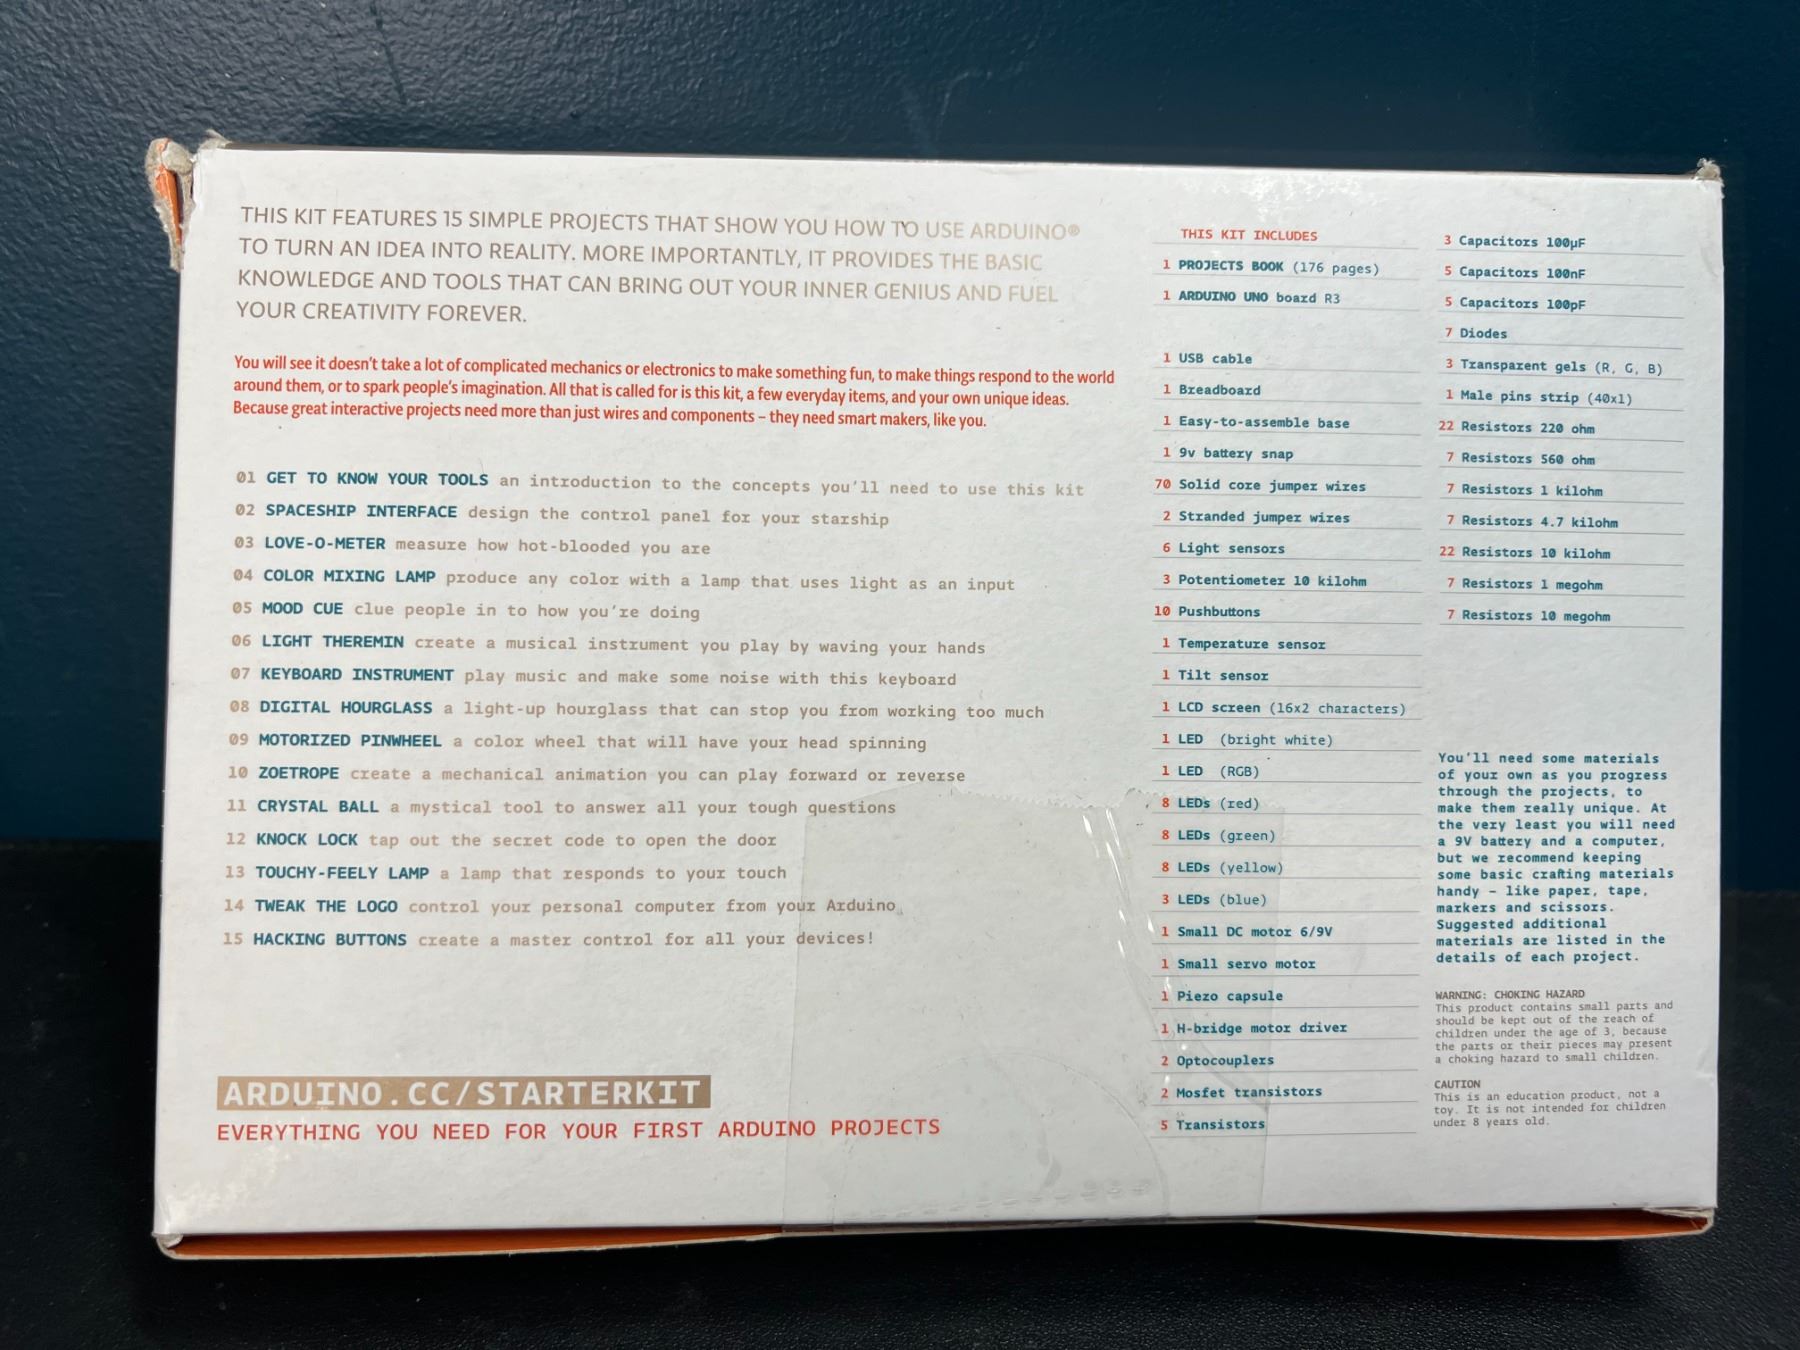 THIS KIT FEATURES 15 SIMPLE PROJECTS THAT SHOW YOU HOW TO USE ARDUINO®
TO TURN AN IDEA INTO REALITY. MORE IMPORTANTLY, IT PROVIDES THE BASIC
KNOWLEDGE AND TOOLS THAT CAN BRING OUT YOUR INNER GENIUS AND FUEL
YOUR CREATIVITY FOREVER.
You will see it doesn't take a lot of complicated mechanics or electronics to make something fun, to make things respond to the world
around them, or to spark people's imagination. All that is called for is this kit, a few everyday items, and your own unique ideas.
Because great interactive projects need more than just wires and components – they need smart makers, like you.
01 GET TO KNOW YOUR TOOLS an introduction to the concepts you'll need to use this kit
02 SPACESHIP INTERFACE design the control panel for your starship
03 LOVE-O-METER measure how hot-blooded you are
04 COLOR MIXING LAMP produce any color with a lamp that uses light as an input
05 MOOD CUE clue people in to how you're doing
06 LIGHT THEREMIN create a musical instrument you play by waving your hands
07 KEYBOARD INSTRUMENT play music and make some noise with this keyboard
08 DIGITAL HOURGLASS a light-up hourglass that can stop you from working too much
09 MOTORIZED PINWHEEL a color wheel that will have your head spinning
10 ZOETROPE create a mechanical animation you can play forward or reverse
11 CRYSTAL BALL a mystical tool to answer all your tough questions
12 KNOCK LOCK tap out the secret code to open the door
13 TOUCHY-FEELY LAMP a lamp that responds to your touch
14 TWEAK THE LOGO control your personal computer from your Arduino
15 HACKING BUTTONS create a master control for all your devices!
ARDUINO.CC/STARTERKIT
EVERYTHING YOU NEED FOR YOUR FIRST ARDUINO PROJECTS
THIS KIT INCLUDES
1 PROJECTS BOOK (176 pages)
1 ARDUINO UNO board R3
1 USB cable
1 Breadboard
1 Easy-to-assemble base
1 9v battery snap
70 Solid core jumper wires
2 Stranded jumper wires
6 Light sensors
3 Potentiometer 10 kilohm
10 Pushbuttons
1 Temperature sensor
1 Tilt sensor
1 LCD screen (16x2 characters)
1 LED (bright white)
1 LED (RGB)
8 LEDs (red)
8 LEDs (green)
8 LEDs (yellow)
3 LEDs (blue)
1 Small DC motor 6/9V
1 Small servo motor
1 Piezo capsule
1 H-bridge motor driver
2 Optocouplers
2 Mosfet transistors
5 Transistors
3 Capacitors 100µF
5 Capacitors 100nF
5 Capacitors 100pF
7 Diodes
3 Transparent gels (R, G, B)
1 Male pins strip (40x1)
22 Resistors 220 ohm
7 Resistors 560 ohm
7 Resistors 1 kilohm
7 Resistors 4.7 kilohm
22 Resistors 10 kilohm
7 Resistors 1 megohm
7 Resistors 10 megohm
You'll need some materials
of your own as you progress
through the projects, to
make them really unique. At
the very least you will need
a 9V battery and a computer,
but we recommend keeping
some basic crafting materials
handy – like paper, tape,
markers and scissors.
Suggested additional
materials are listed in the
details of each project.
WARNING: CHOKING HAZARD
This product contains small parts and
should be kept out of the reach of
children under the age of 3, because
the parts or their pieces may present
a choking hazard to small children.
CAUTION
This is an education product, not a
toy. It is not intended for children
under 8 years old.